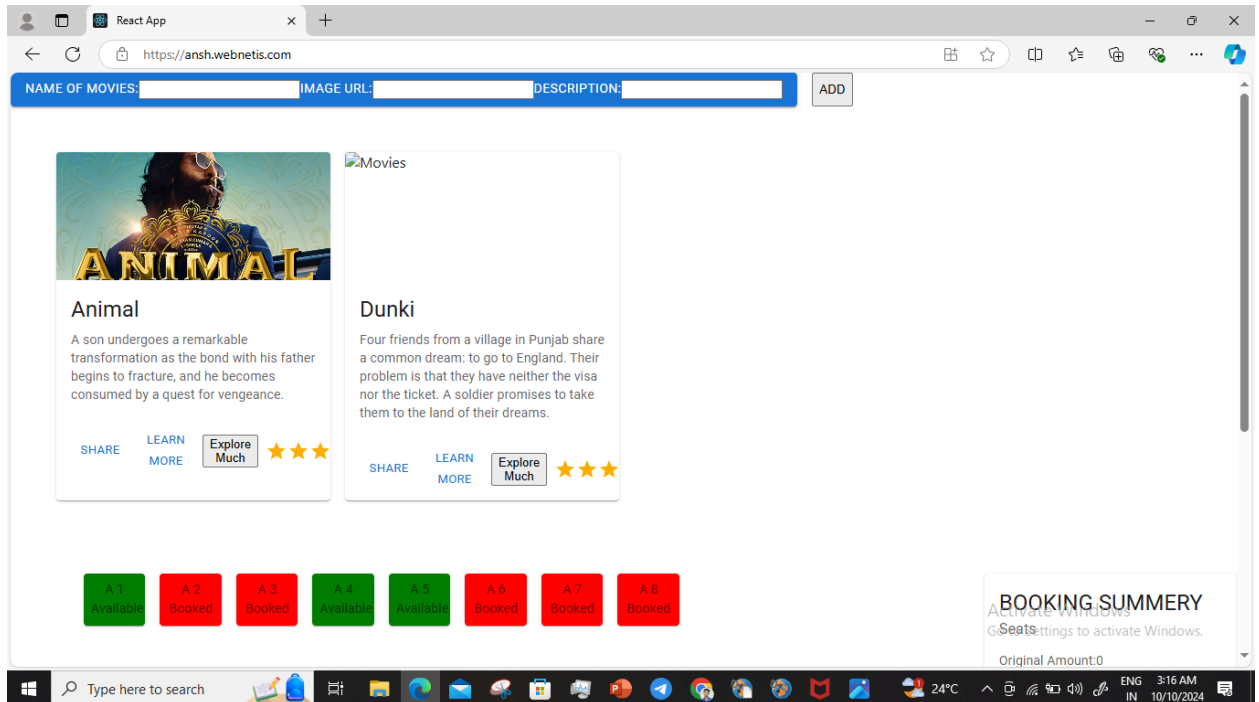 React App
https://ansh.webnetis.com
NAME OF MOVIES: IMAGE URL: DESCRIPTION: ADD
ANIMAL
Movies
Animal
A son undergoes a remarkable
transformation as the bond with his father
begins to fracture, and he becomes
consumed by a quest for vengeance.
SHARE
LEARN
MORE
Explore
Much
Dunki
Four friends from a village in Punjab share
a common dream: to go to England. Their
problem is that they have neither the visa
nor the ticket. A soldier promises to take
them to the land of their dreams.
SHARE
LEARN
MORE
Explore
Much
A 1
Available
A 2
Booked
A 3
Booked
A 4
Available
A 5
Available
A 6
Booked
A 7
Booked
A 8
Booked
BOOKING SUMMERY
Activate Windows
Seats
Go to Settings to activate Windows.
Original Amount:0
Type here to search
24°C
ENG
IN
3:16 AM
10/10/2024